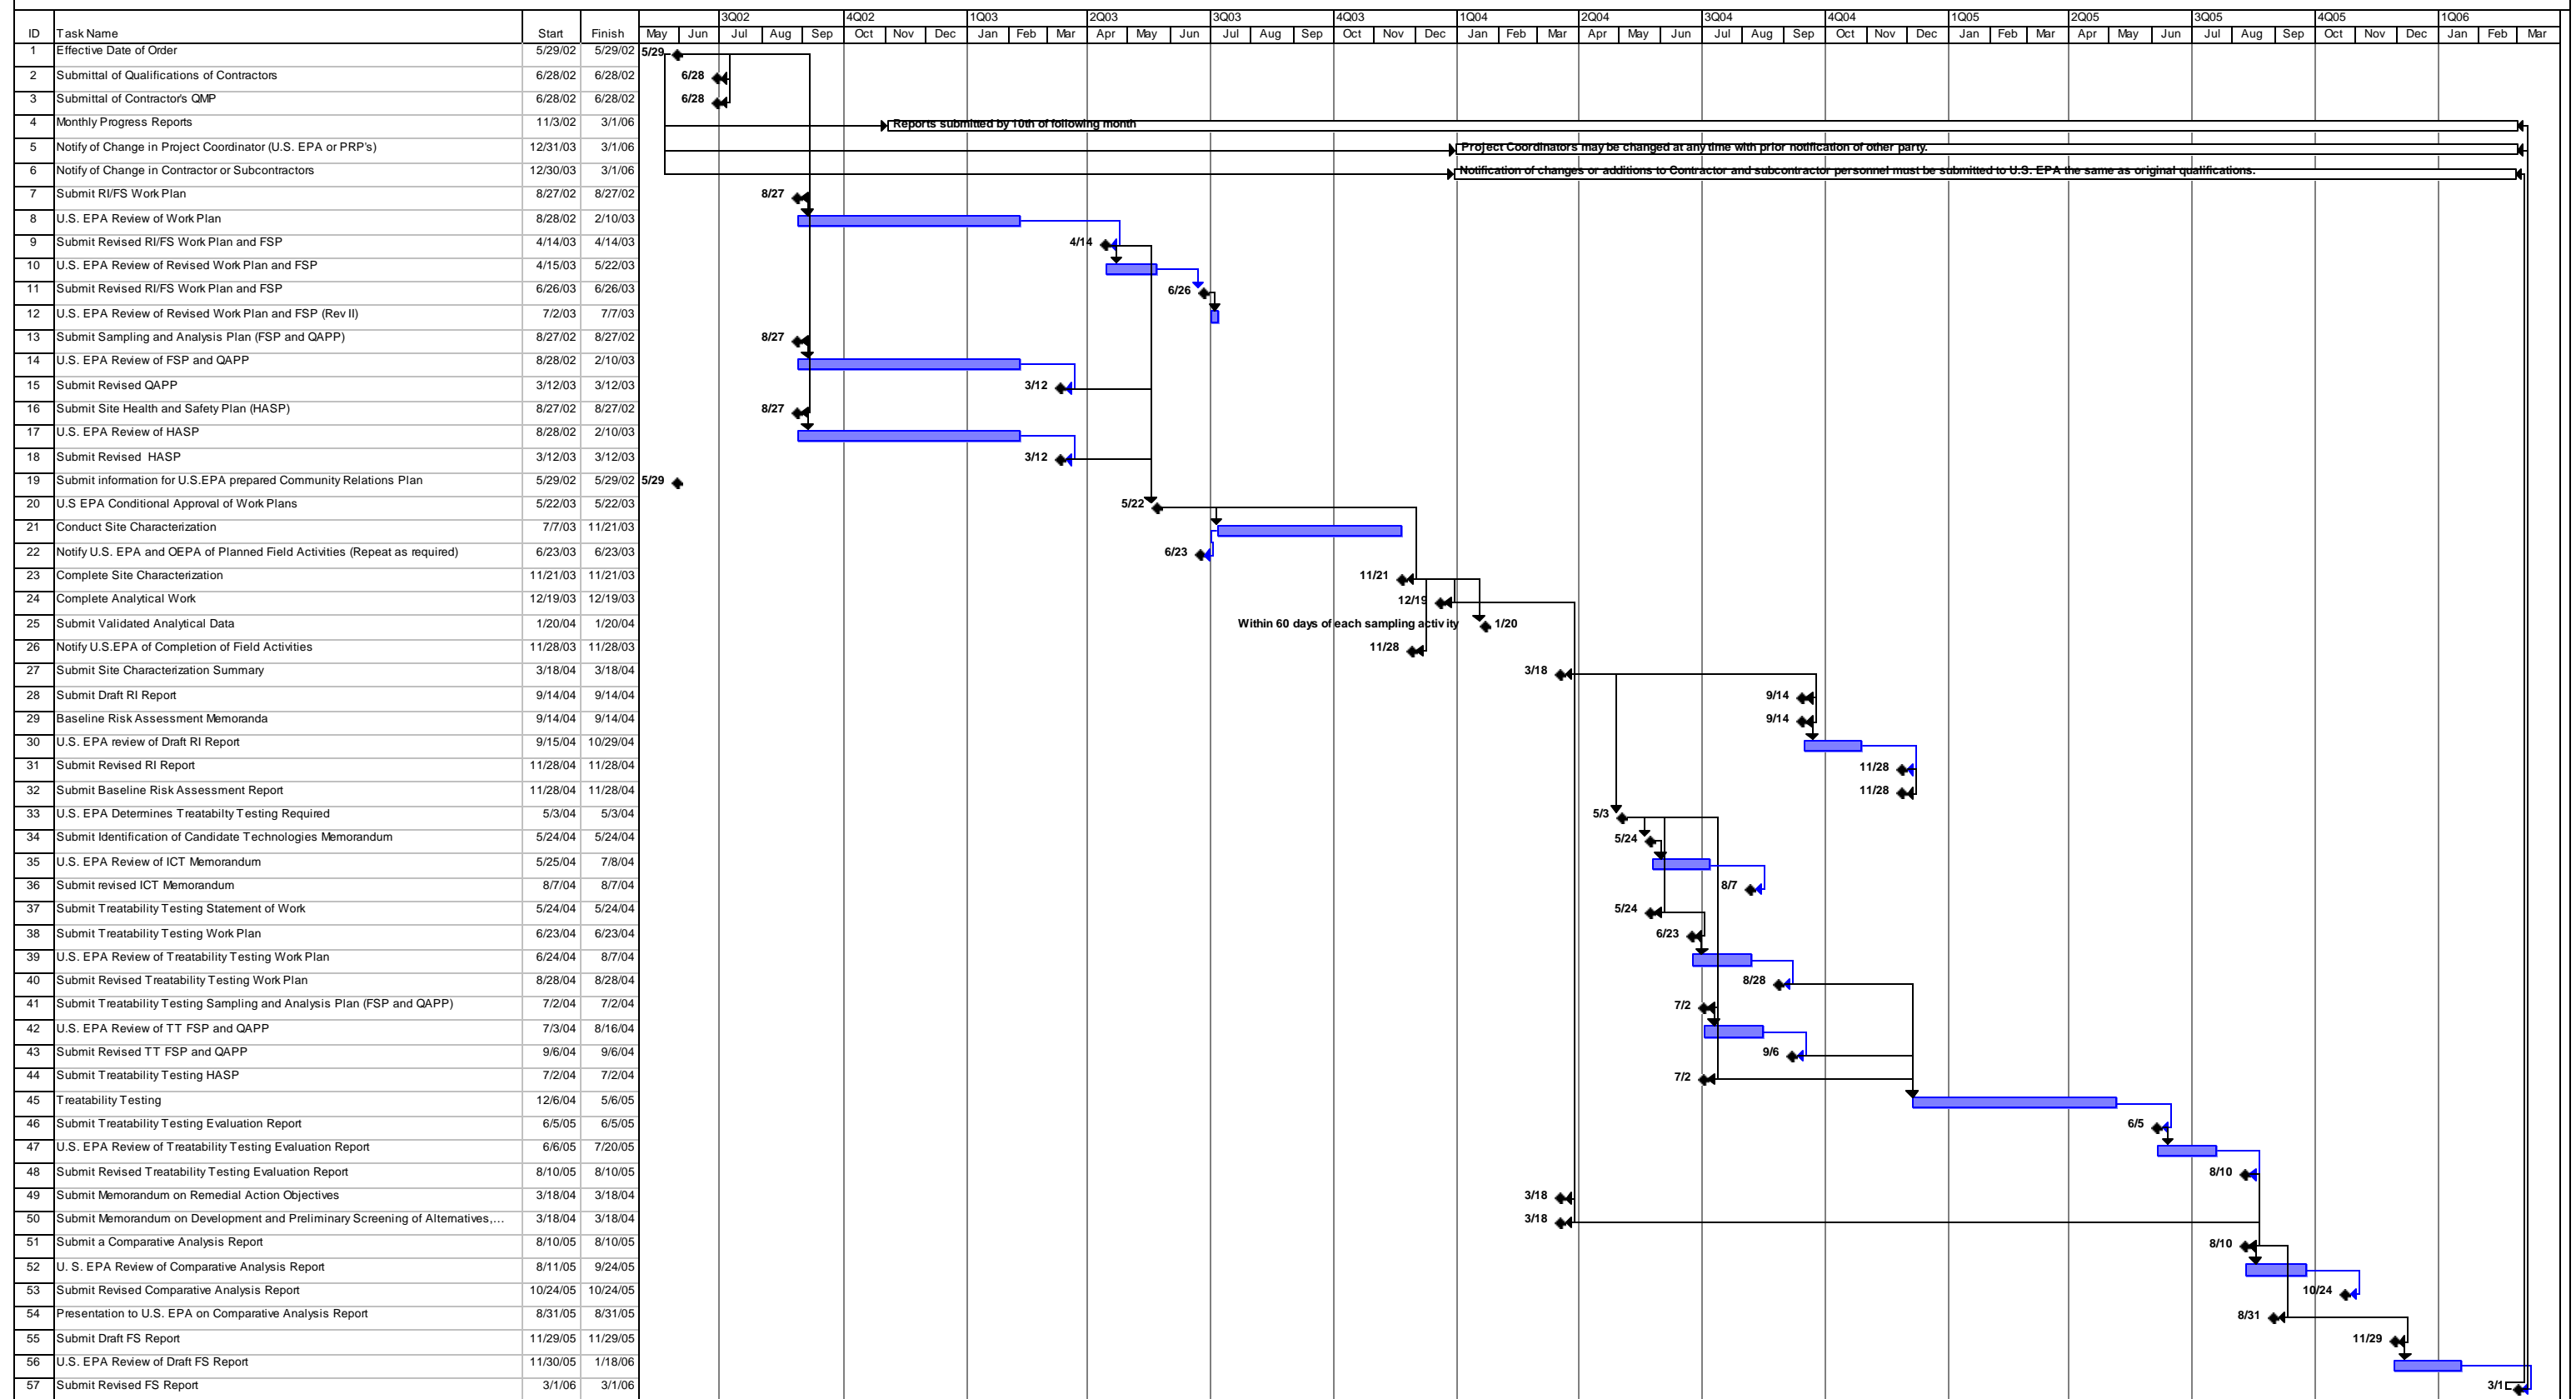 3Q02 4Q02 1Q03 2Q03 3Q03 4Q03 1Q04 2Q04 3Q04 4Q04 1Q05 2Q05 3Q05 4Q05 1Q06
ID Task Name Start Finish May Jun Jul Aug Sep Oct Nov Dec Jan Feb Mar Apr May Jun Jul Aug Sep Oct Nov Dec Jan Feb Mar Apr May Jun Jul Aug Sep Oct Nov Dec Jan Feb Mar Apr May Jun Jul Aug Sep Oct Nov Dec Jan Feb Mar
1 Effective Date of Order 5/29/02 5/29/02 5/29
2 Submittal of Qualifications of Contractors 6/28/02 6/28/02 6/28
3 Submittal of Contractor's QMP 6/28/02 6/28/02 6/28
4 Monthly Progress Reports 11/3/02 3/1/06 Reports submitted by 10th of following month
5 Notify of Change in Project Coordinator (U.S. EPA or PRP's) 12/31/03 3/1/06 Project Coordinators may be changed at any time with prior notification of other party.
6 Notify of Change in Contractor or Subcontractors 12/30/03 3/1/06 Notification of changes or additions to Contractor and subcontractor personnel must be submitted to U.S. EPA the same as original qualifications.
7 Submit RI/FS Work Plan 8/27/02 8/27/02 8/27
8 U.S. EPA Review of Work Plan 8/28/02 2/10/03
9 Submit Revised RI/FS Work Plan and FSP 4/14/03 4/14/03 4/14
10 U.S. EPA Review of Revised Work Plan and FSP 4/15/03 5/22/03
11 Submit Revised RI/FS Work Plan and FSP 6/26/03 6/26/03 6/26
12 U.S. EPA Review of Revised Work Plan and FSP (Rev II) 7/2/03 7/7/03
13 Submit Sampling and Analysis Plan (FSP and QAPP) 8/27/02 8/27/02 8/27
14 U.S. EPA Review of FSP and QAPP 8/28/02 2/10/03
15 Submit Revised QAPP 3/12/03 3/12/03 3/12
16 Submit Site Health and Safety Plan (HASP) 8/27/02 8/27/02 8/27
17 U.S. EPA Review of HASP 8/28/02 2/10/03
18 Submit Revised HASP 3/12/03 3/12/03 3/12
19 Submit information for U.S.EPA prepared Community Relations Plan 5/29/02 5/29/02 5/29
20 U.S EPA Conditional Approval of Work Plans 5/22/03 5/22/03 5/22
21 Conduct Site Characterization 7/7/03 11/21/03
22 Notify U.S. EPA and OEPA of Planned Field Activities (Repeat as required) 6/23/03 6/23/03 6/23
23 Complete Site Characterization 11/21/03 11/21/03 11/21
24 Complete Analytical Work 12/19/03 12/19/03 12/19
25 Submit Validated Analytical Data 1/20/04 1/20/04 Within 60 days of each sampling activity 1/20
26 Notify U.S.EPA of Completion of Field Activities 11/28/03 11/28/03 11/28
27 Submit Site Characterization Summary 3/18/04 3/18/04 3/18
28 Submit Draft RI Report 9/14/04 9/14/04 9/14
29 Baseline Risk Assessment Memoranda 9/14/04 9/14/04 9/14
30 U.S. EPA review of Draft RI Report 9/15/04 10/29/04
31 Submit Revised RI Report 11/28/04 11/28/04 11/28
32 Submit Baseline Risk Assessment Report 11/28/04 11/28/04 11/28
33 U.S. EPA Determines Treatabilty Testing Required 5/3/04 5/3/04 5/3
34 Submit Identification of Candidate Technologies Memorandum 5/24/04 5/24/04 5/24
35 U.S. EPA Review of ICT Memorandum 5/25/04 7/8/04
36 Submit revised ICT Memorandum 8/7/04 8/7/04 8/7
37 Submit Treatability Testing Statement of Work 5/24/04 5/24/04 5/24
38 Submit Treatability Testing Work Plan 6/23/04 6/23/04 6/23
39 U.S. EPA Review of Treatability Testing Work Plan 6/24/04 8/7/04
40 Submit Revised Treatability Testing Work Plan 8/28/04 8/28/04 8/28
41 Submit Treatability Testing Sampling and Analysis Plan (FSP and QAPP) 7/2/04 7/2/04 7/2
42 U.S. EPA Review of TT FSP and QAPP 7/3/04 8/16/04
43 Submit Revised TT FSP and QAPP 9/6/04 9/6/04 9/6
44 Submit Treatability Testing HASP 7/2/04 7/2/04 7/2
45 Treatability Testing 12/6/04 5/6/05
46 Submit Treatability Testing Evaluation Report 6/5/05 6/5/05 6/5
47 U.S. EPA Review of Treatability Testing Evaluation Report 6/6/05 7/20/05
48 Submit Revised Treatability Testing Evaluation Report 8/10/05 8/10/05 8/10
49 Submit Memorandum on Remedial Action Objectives 3/18/04 3/18/04 3/18
50 Submit Memorandum on Development and Preliminary Screening of Alternatives,... 3/18/04 3/18/04 3/18
51 Submit a Comparative Analysis Report 8/10/05 8/10/05 8/10
52 U. S. EPA Review of Comparative Analysis Report 8/11/05 9/24/05
53 Submit Revised Comparative Analysis Report 10/24/05 10/24/05 10/24
54 Presentation to U.S. EPA on Comparative Analysis Report 8/31/05 8/31/05 8/31
55 Submit Draft FS Report 11/29/05 11/29/05 11/29
56 U.S. EPA Review of Draft FS Report 11/30/05 1/18/06
57 Submit Revised FS Report 3/1/06 3/1/06 3/1